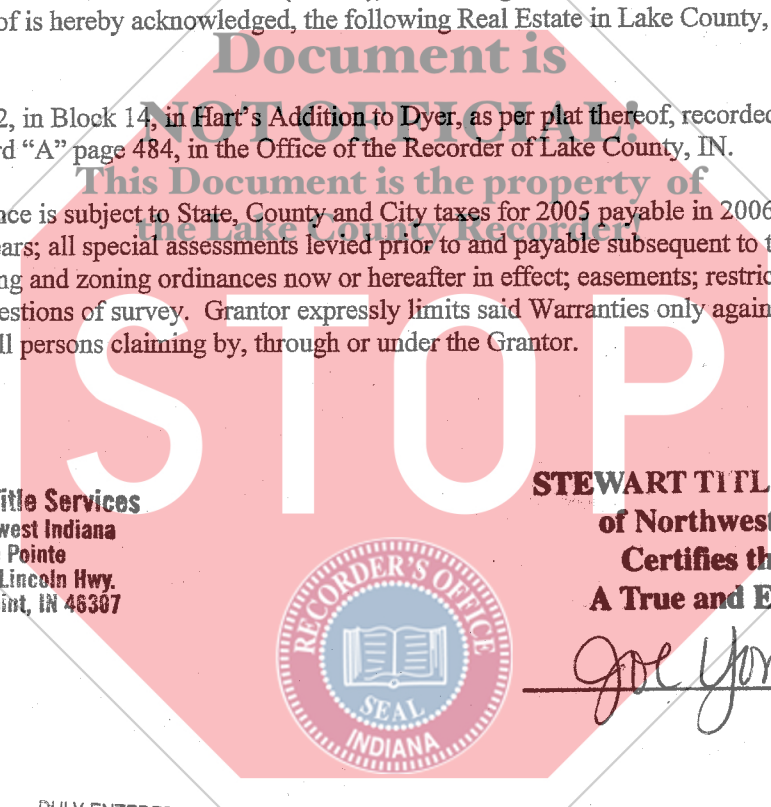 of is hereby acknowledged, the following Real Estate in Lake County,
Document is
NOT OFFICIAL!
2, in Block 14, in Hart's Addition to Dyer, as per plat thereof, recorded
rd "A" page 484, in the Office of the Recorder of Lake County, IN.
This Document is the property of
the Lake County Recorder!
nce is subject to State, County and City taxes for 2005 payable in 2006
ears; all special assessments levied prior to and payable subsequent to t
ng and zoning ordinances now or hereafter in effect; easements; restric
estions of survey. Grantor expressly limits said Warranties only again
ll persons claiming by, through or under the Grantor.
STOP
itle Services
west Indiana
Pointe
Lincoln Hwy.
int, IN 46307
STEWART TITL
of Northwest
Certifies th
A True and E
Joe Yor
RECORDER'S OFFICE
SEAL
INDIANA